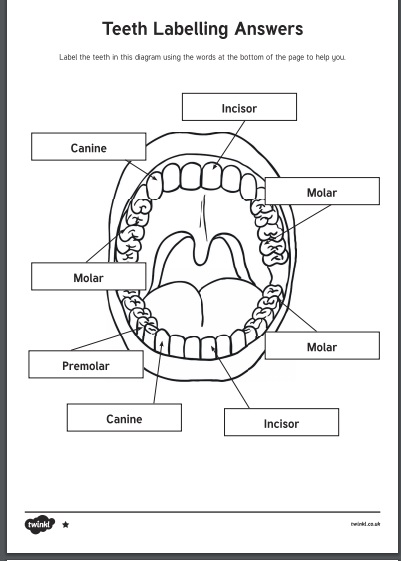 Teeth Labelling Answers
Label the teeth in this diagram using the words at the bottom of the page to help you.
Incisor
Canine
Molar
Molar
Molar
Premolar
Canine
Incisor
twinkl
twinkl.co.uk